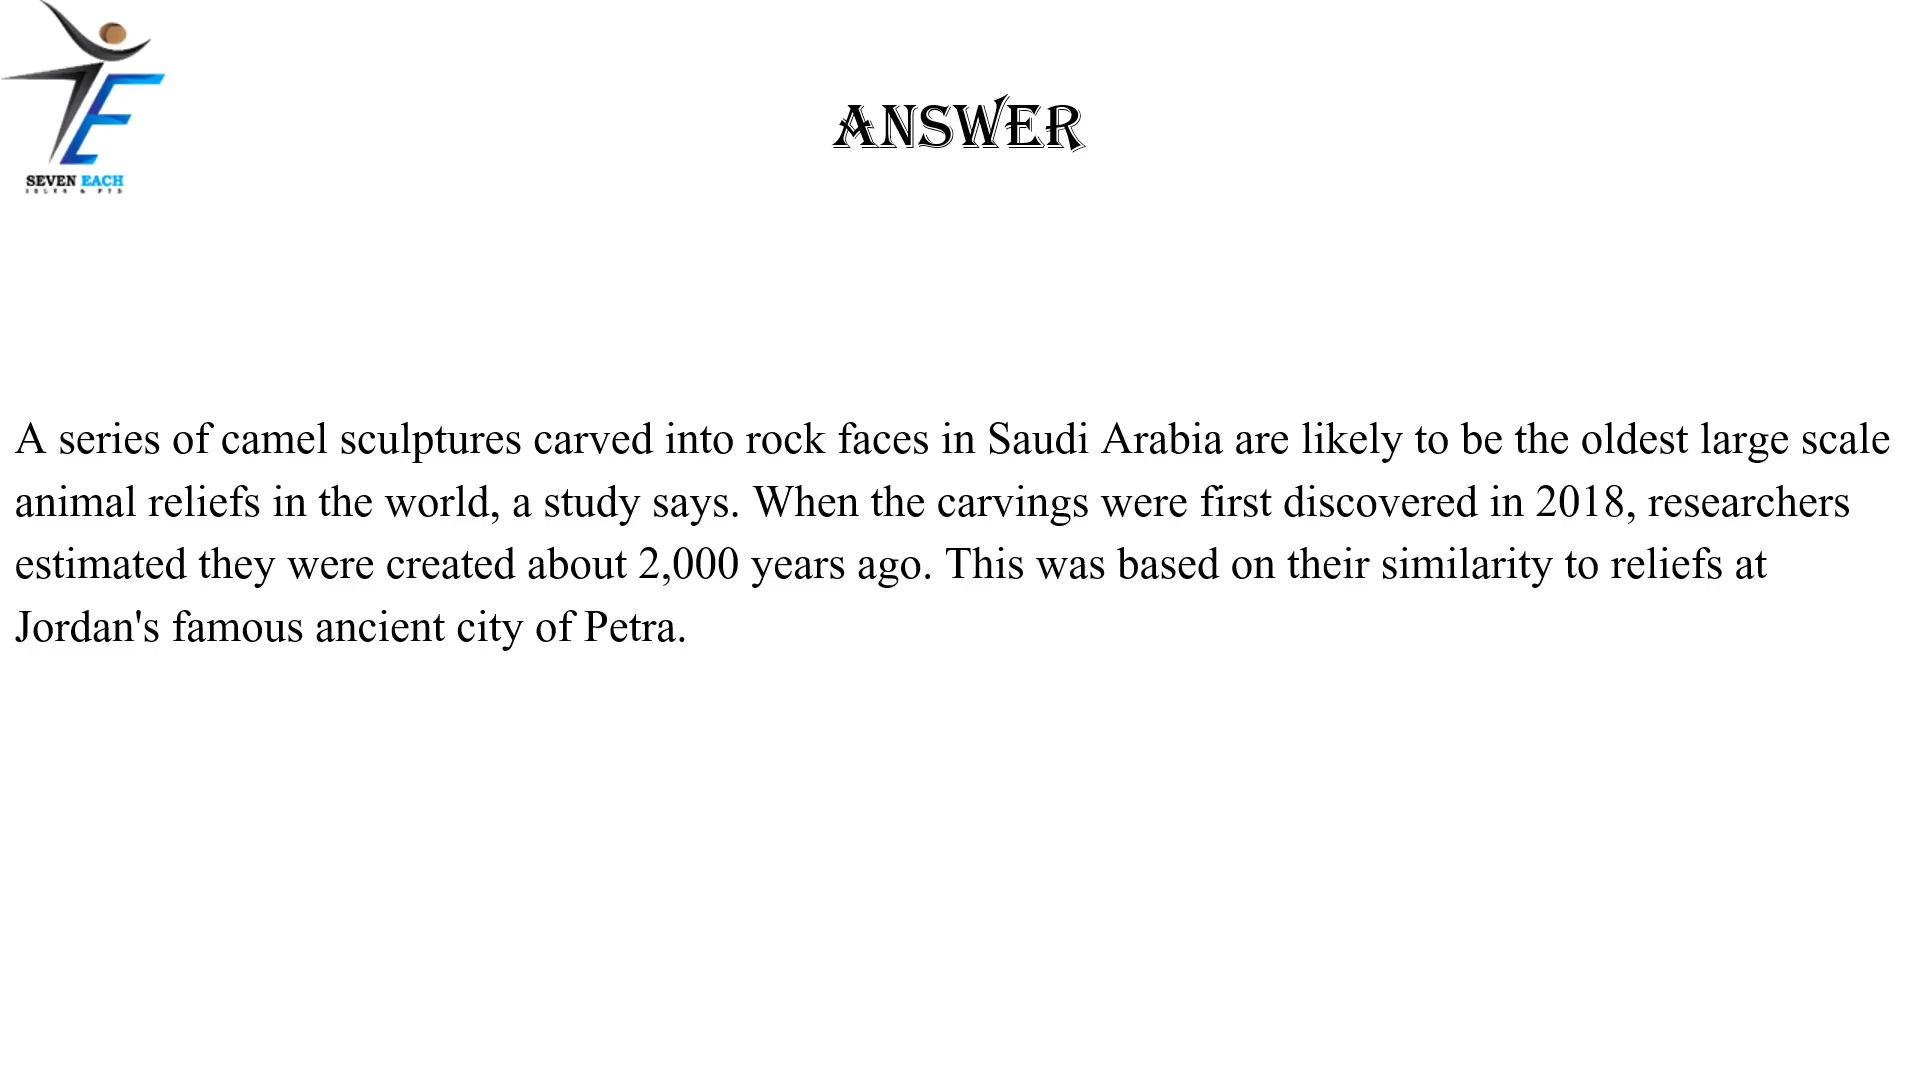 SEVEN EACH
ANSWER
A series of camel sculptures carved into rock faces in Saudi Arabia are likely to be the oldest large scale
animal reliefs in the world, a study says. When the carvings were first discovered in 2018, researchers
estimated they were created about 2,000 years ago. This was based on their similarity to reliefs at
Jordan's famous ancient city of Petra.